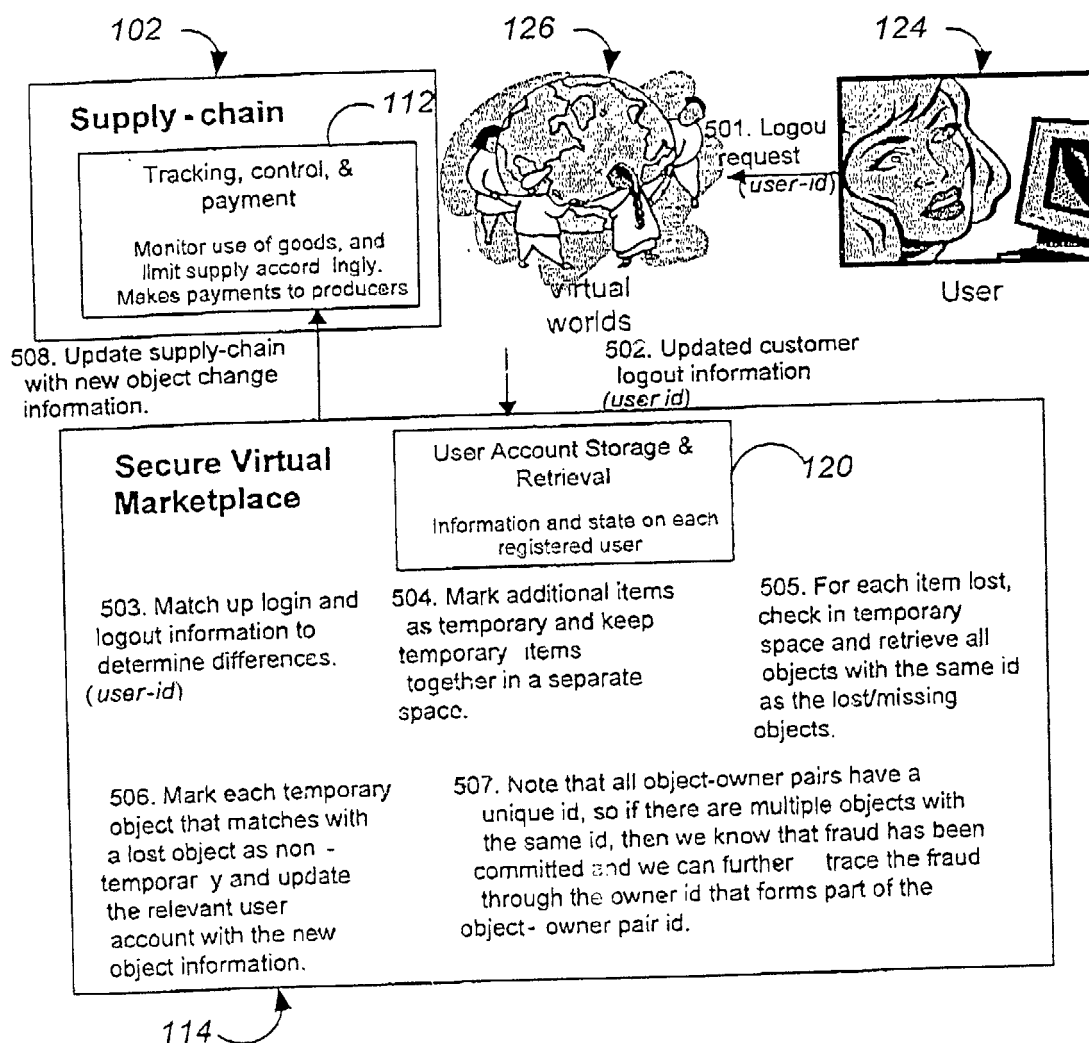 102
126
124
Supply-chain
112
Tracking, control, &
payment
Monitor use of goods, and
limit supply accord ingly.
Makes payments to producers
501. Logou
request
(user-id)
Virtual
worlds
User
508. Update supply-chain
with new object change
information.
502. Updated customer
logout information
(user id)
Secure Virtual
Marketplace
User Account Storage &
Retrieval
Information and state on each
registered user
120
503. Match up login and
logout information to
determine differences.
(user-id)
504. Mark additional items
as temporary and keep
temporary items
together in a separate
space.
505. For each item lost,
check in temporary
space and retrieve all
objects with the same id
as the lost/missing
objects.
506. Mark each temporary
object that matches with
a lost object as non -
temporar y and update
the relevant user
account with the new
object information.
507. Note that all object-owner pairs have a
unique id, so if there are multiple objects with
the same id, then we know that fraud has been
committed and we can further trace the fraud
through the owner id that forms part of the
object- owner pair id.
114